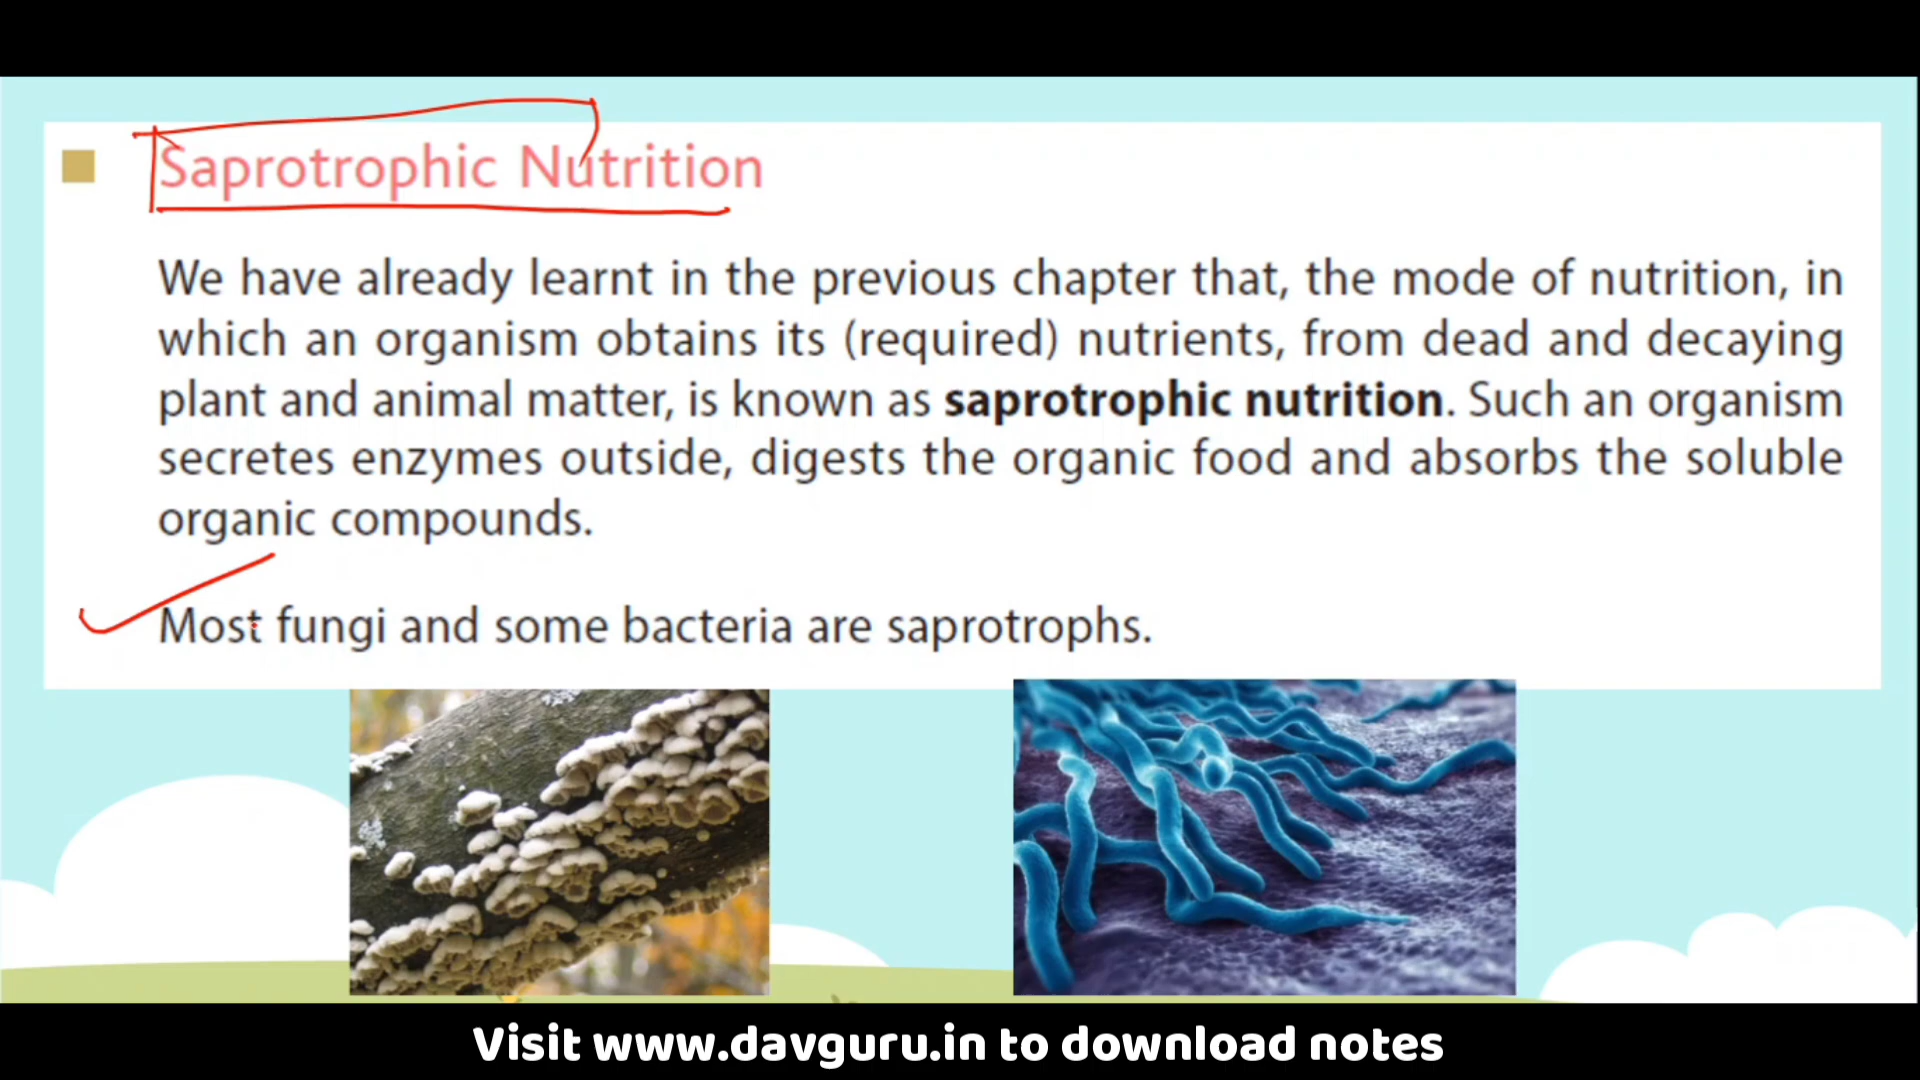 Saprotrophic Nutrition
We have already learnt in the previous chapter that, the mode of nutrition, in
which an organism obtains its (required) nutrients, from dead and decaying
plant and animal matter, is known as saprotrophic nutrition. Such an organism
secretes enzymes outside, digests the organic food and absorbs the soluble
organic compounds.
Most fungi and some bacteria are saprotrophs.
Visit www.davguru.in to download notes